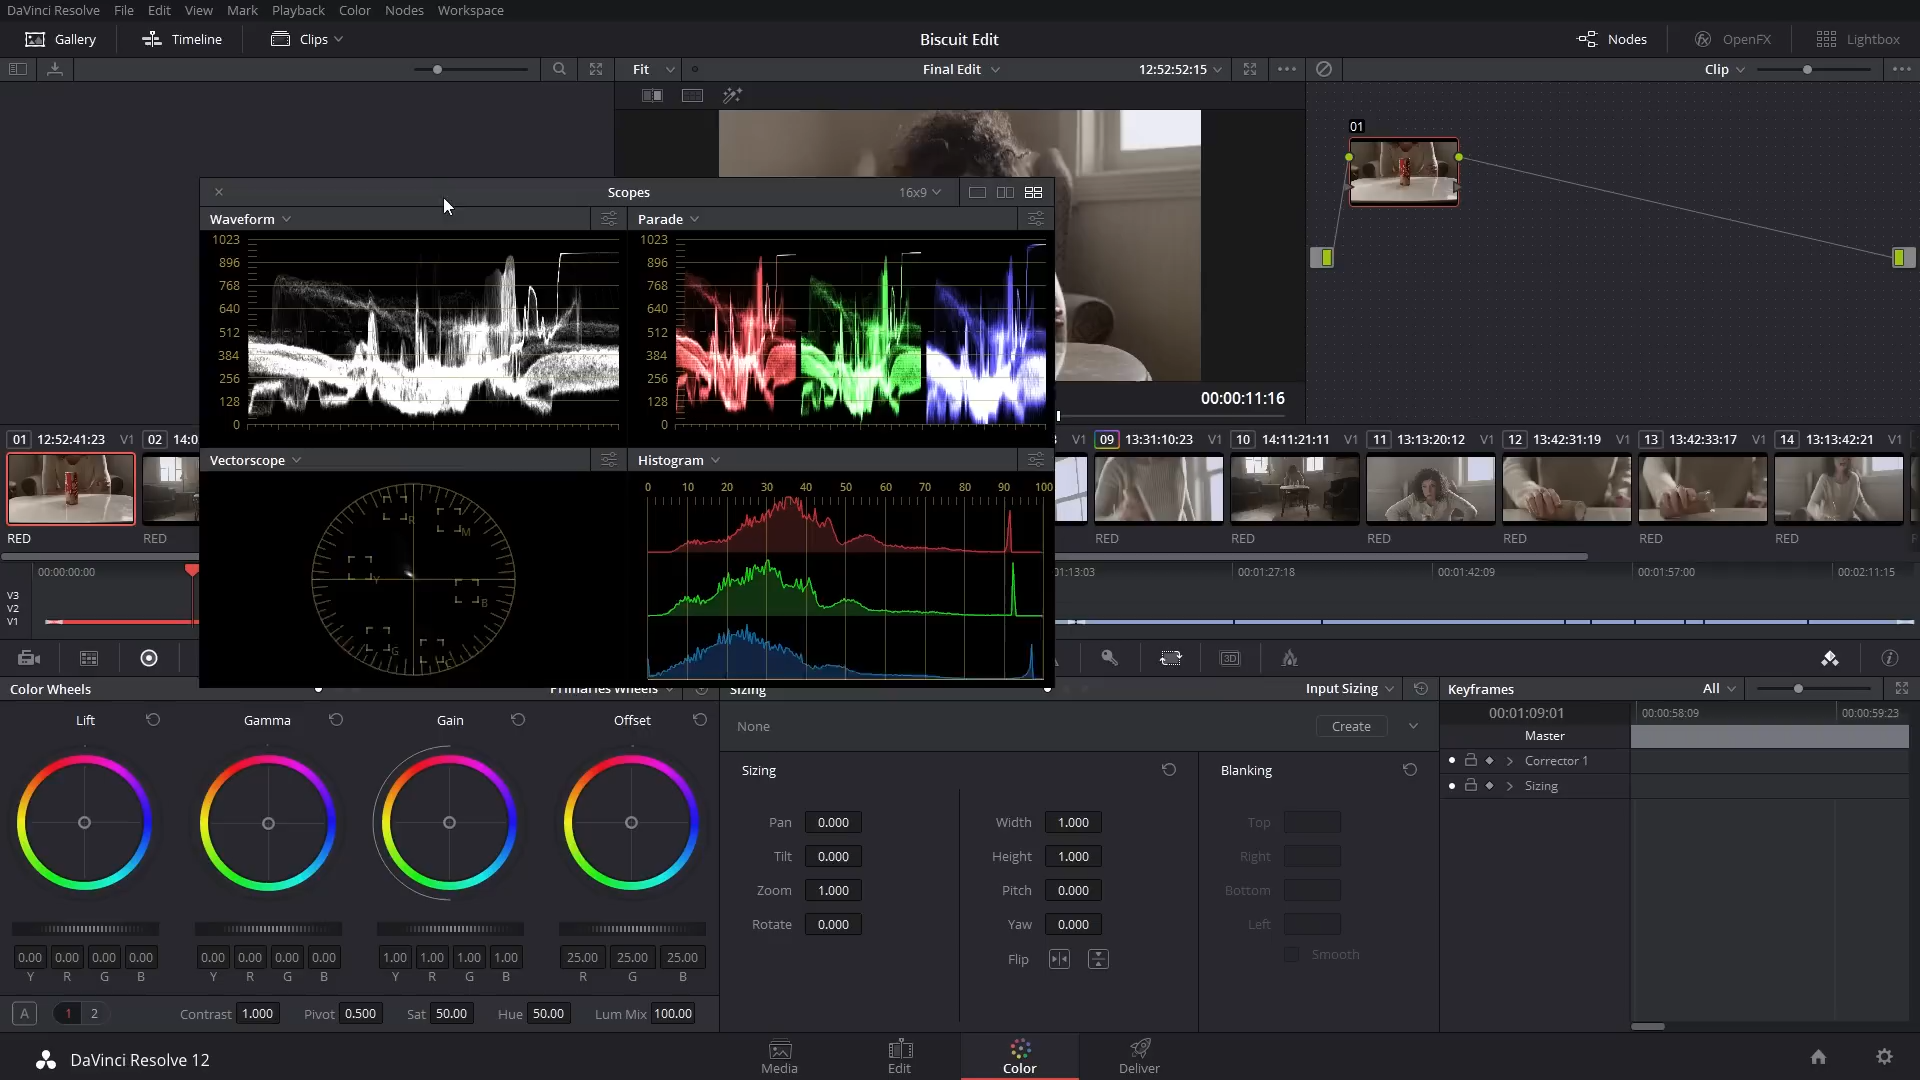 DaVinci Resolve File Edit View Mark Playback Color Nodes Workspace
Gallery Timeline Clips Biscuit Edit Nodes OpenFX Lightbox
Fit Final Edit 12:52:52:15 Clip
01
Scopes 16x9
Waveform Parade
1023 1023
896 896
768 768
640 640
512 512
384 384
256 256
128 128
0 0
00:00:11:16
01 12:52:41:23 V1 02 V1 09 13:31:10:23 V1 10 14:11:21:11 V1 11 13:13:20:12 V1 12 13:42:31:19 V1 13 13:42:33:17 V1 14 13:13:42:21 V1
Vectorscope Histogram
0 10 20 30 40 50 60 70 80 90 100
R M Y B G C
RED RED RED RED RED RED RED RED
00:00:00:00 00:01:27:18 00:01:42:09 00:01:57:00 00:02:11:15
V3
V2
V1
3D
Color Wheels Primaries Wheels Sizing Input Sizing Keyframes All
00:01:09:01 00:00:58:09 00:00:59:23
Lift Gamma Gain Offset None Create
Master
Corrector 1
Sizing
Sizing Blanking
Pan 0.000 Width 1.000 Top
Tilt 0.000 Height 1.000 Right
Zoom 1.000 Pitch 0.000 Bottom
Rotate 0.000 Yaw 0.000 Left
Flip Smooth
0.00 0.00 0.00 0.00 0.00 0.00 0.00 0.00 1.00 1.00 1.00 1.00 25.00 25.00 25.00
Y R G B Y R G B Y R G B R G B
A 1 2 Contrast 1.000 Pivot 0.500 Sat 50.00 Hue 50.00 Lum Mix 100.00
DaVinci Resolve 12 Media Edit Color Deliver